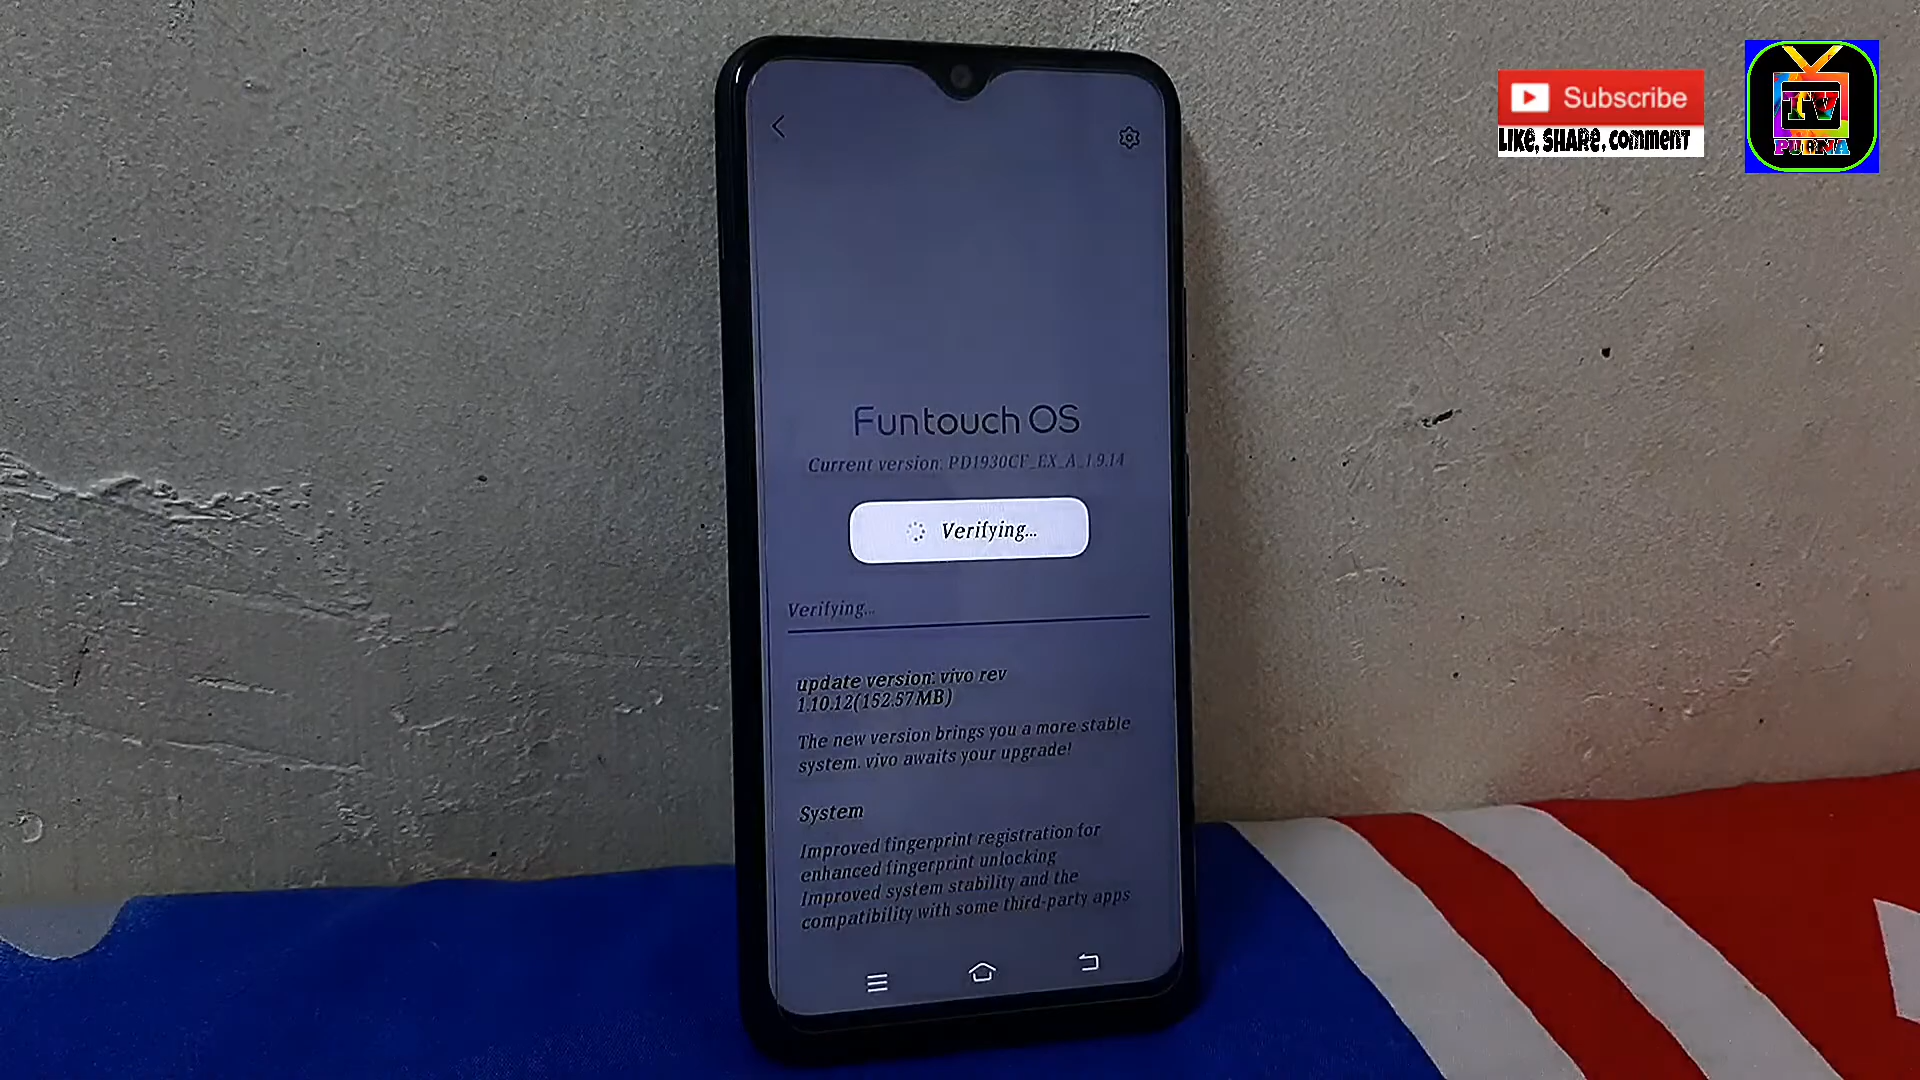 Subscribe
LIKE, SHARE, comment
TV
PURNA
Funtouch OS
Current version: PD1930CF_EX_A_1.9.14
Verifying...
Verifying...
update version: vivo rev
1.10.12(152.57MB)
The new version brings you a more stable
system. vivo awaits your upgrade!
System
Improved fingerprint registration for
enhanced fingerprint unlocking
Improved system stability and the
compatibility with some third-party apps